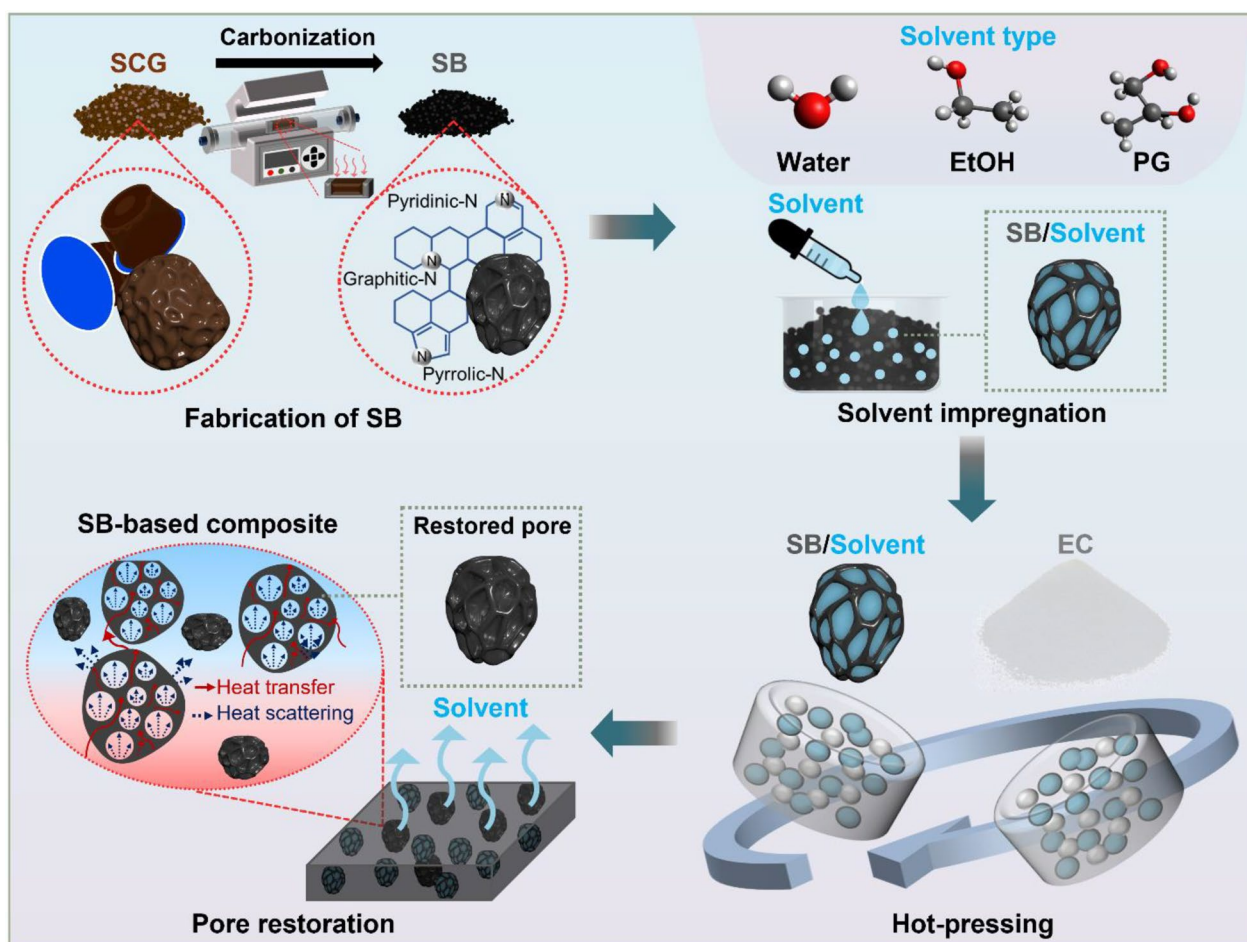 Carbonization
SCG
SB
Pyridinic-N
N
Graphitic-N
N
N
Pyrrolic-N
Fabrication of SB
Solvent type
Water
EtOH
PG
Solvent
SB/Solvent
Solvent impregnation
SB/Solvent
EC
Hot-pressing
SB-based composite
Restored pore
Heat transfer
Heat scattering
Solvent
Pore restoration